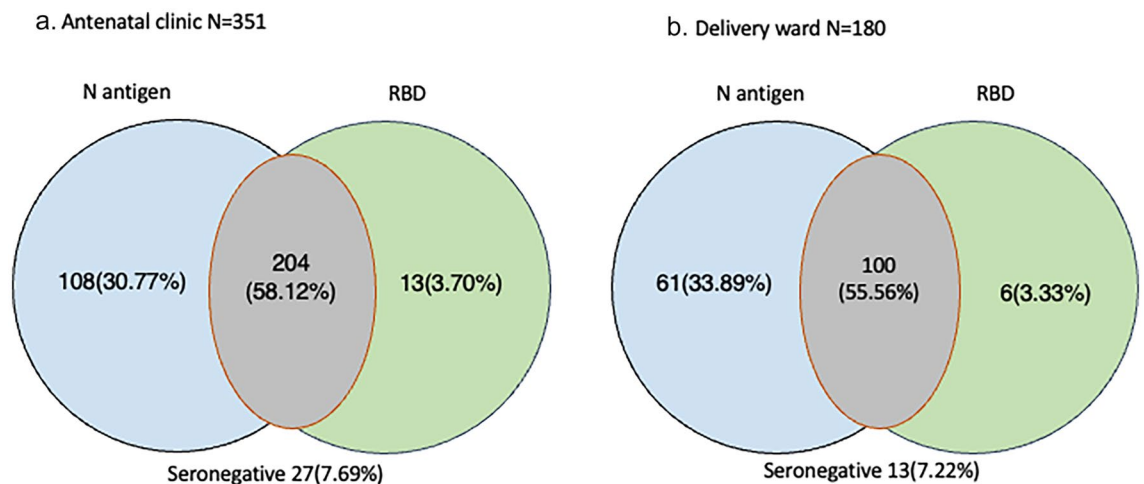 a. Antenatal clinic N=351
N antigen
RBD
108(30.77%)
204
(58.12%)
13(3.70%)
Seronegative 27(7.69%)
b. Delivery ward N=180
N antigen
RBD
61(33.89%)
100
(55.56%)
6(3.33%)
Seronegative 13(7.22%)